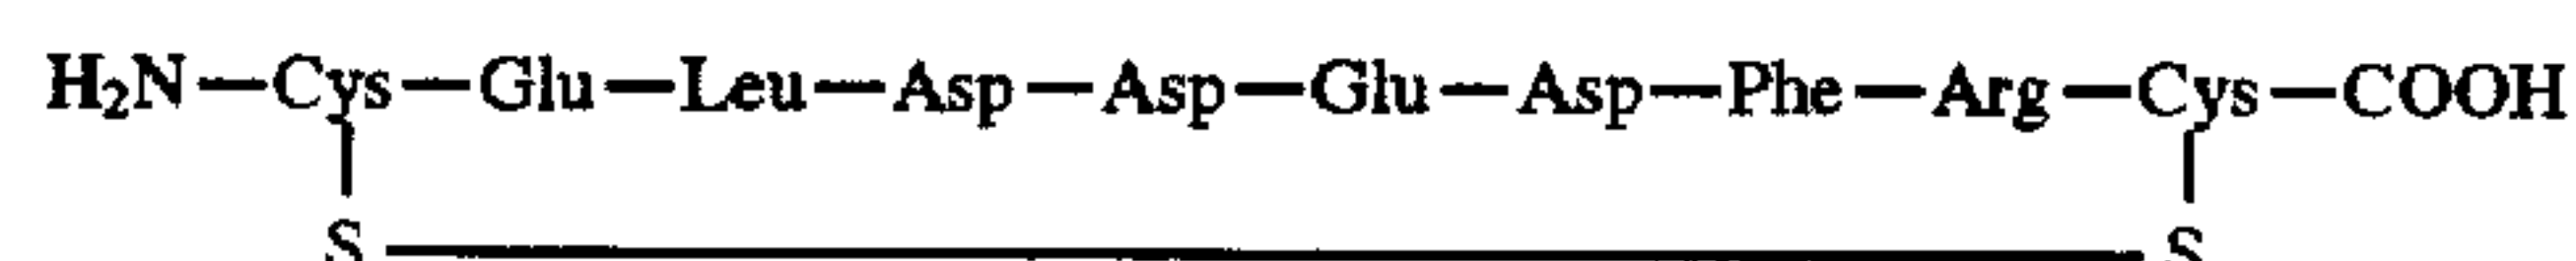 H₂N—Cys—Glu—Leu—Asp—Asp—Glu—Asp—Phe—Arg—Cys—COOH
S S